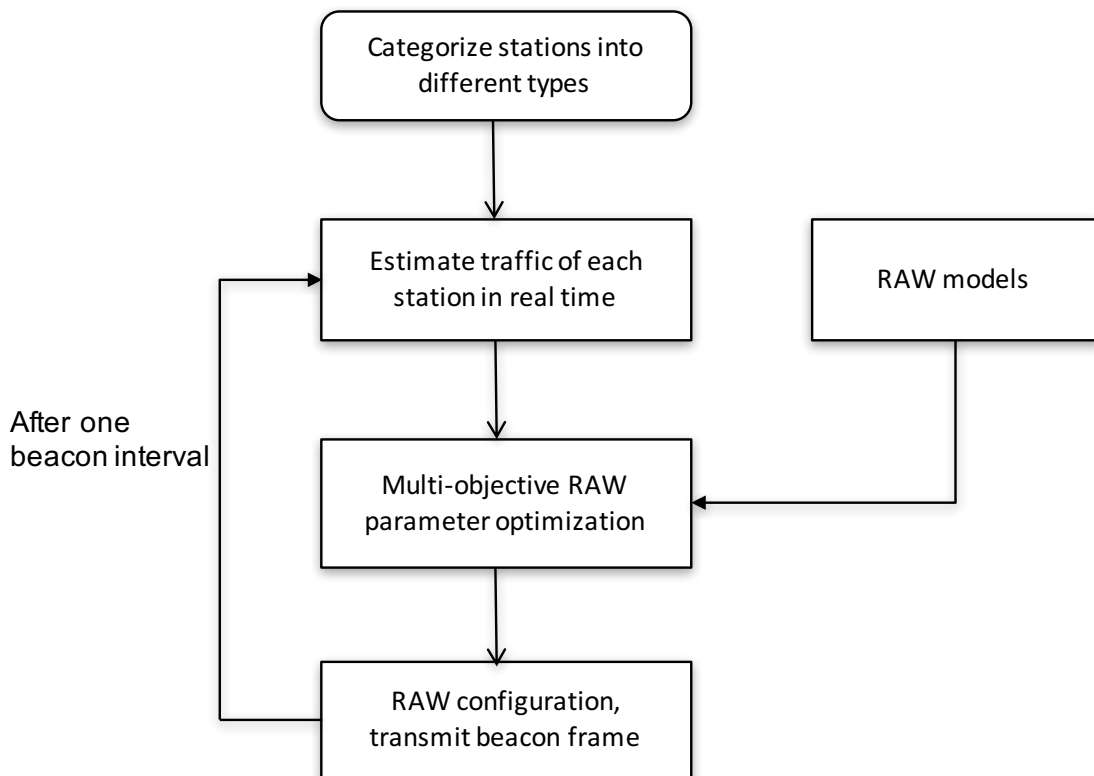 Categorize stations into
different types
Estimate traffic of each
station in real time
RAW models
After one
beacon interval
Multi-objective RAW
parameter optimization
RAW configuration,
transmit beacon frame